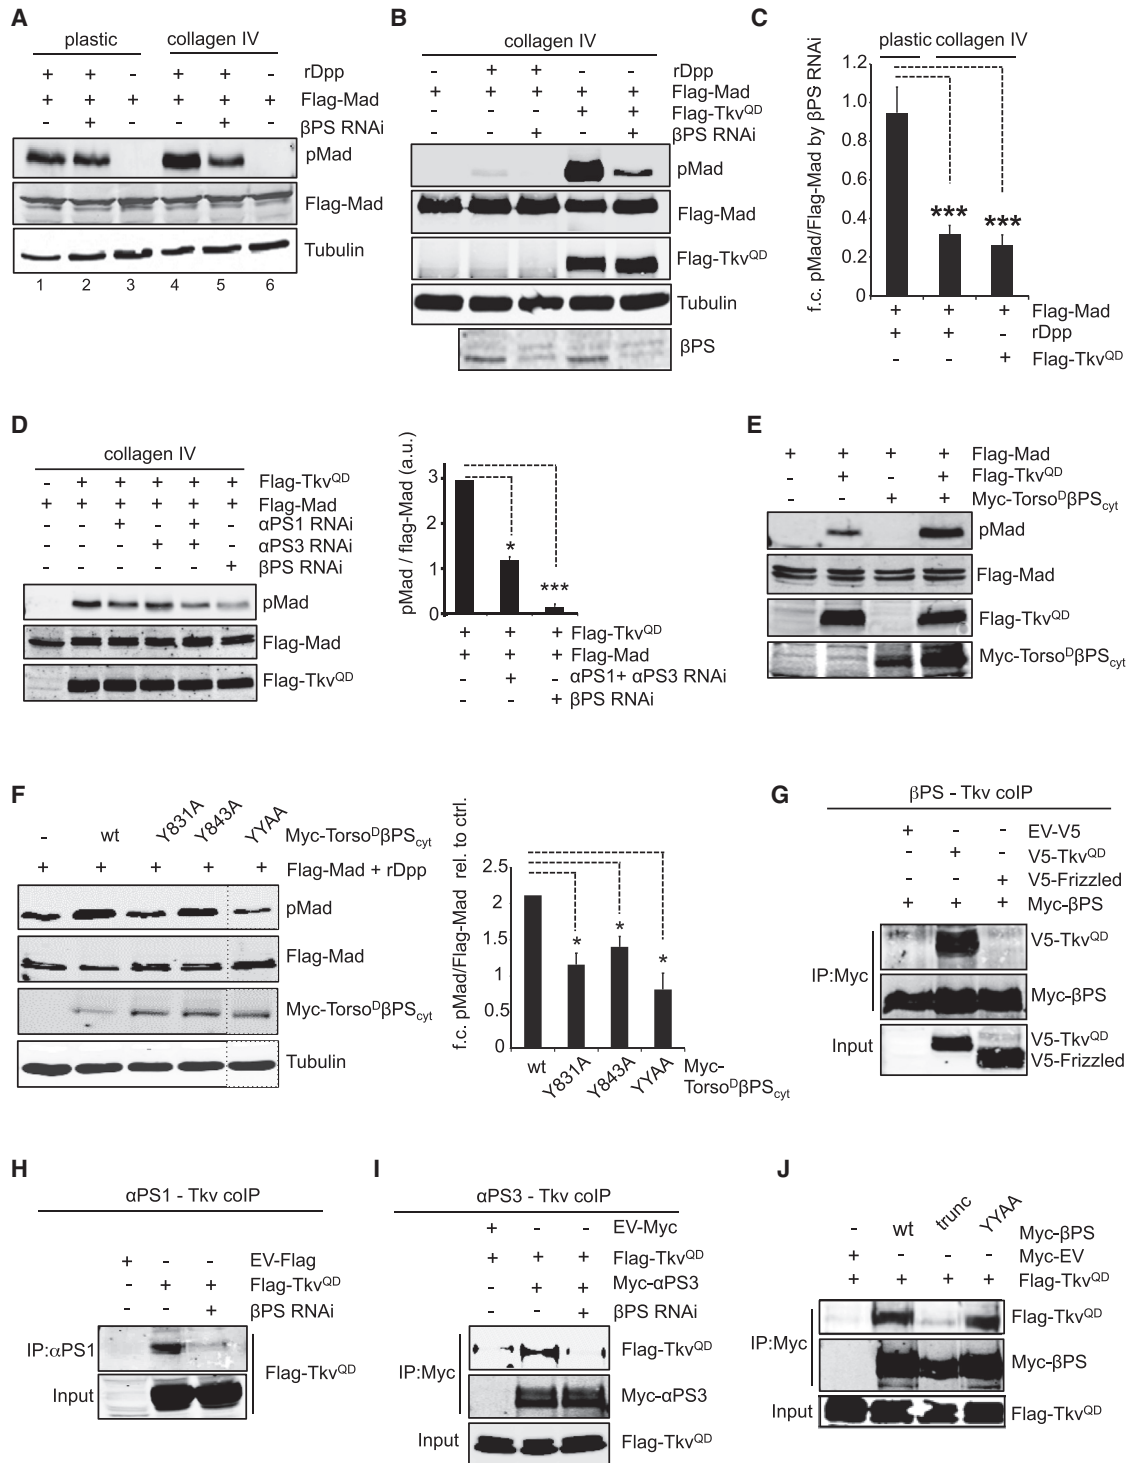 A
plastic collagen IV
+ + - + + - rDpp
+ + + + + + Flag-Mad
+ + βPS RNAi
pMad
Flag-Mad
Tubulin
1 2 3 4 5 6
B
collagen IV
- + + - - rDpp
+ + + + + Flag-Mad
- - - + + Flag-TkvQD
- - + - + βPS RNAi
pMad
Flag-Mad
Flag-TkvQD
Tubulin
βPS
C
plastic collagen IV
f.c. pMad/Flag-Mad by βPS RNAi
1.2
1.0
0.8
0.6
0.4
0.2
0
*** ***
+ + + Flag-Mad
+ + - rDpp
- - + Flag-TkvQD
D
collagen IV
- + + + + + Flag-TkvQD
+ + + + + + Flag-Mad
- - + - + - αPS1 RNAi
- - - + + - αPS3 RNAi
- - - - - + βPS RNAi
pMad
Flag-Mad
Flag-TkvQD
pMad / flag-Mad (a.u.)
3
2
1
0
* ***
+ + + Flag-TkvQD
+ + + Flag-Mad
- + - αPS1+ αPS3 RNAi
- - + βPS RNAi
E
+ + + + Flag-Mad
- + - + Flag-TkvQD
- - + + Myc-TorsoDβPScyt
pMad
Flag-Mad
Flag-TkvQD
Myc-TorsoDβPScyt
F
- wt Y831A Y843A YYAA Myc-TorsoDβPScyt
+ + + + + Flag-Mad + rDpp
pMad
Flag-Mad
Myc-TorsoDβPScyt
Tubulin
f.c. pMad/Flag-Mad rel. to ctrl.
2.5
2
1.5
1
0.5
0
* * *
wt Y831A Y843A YYAA Myc-
TorsoDβPScyt
G
βPS - Tkv coIP
+ - - EV-V5
- + - V5-TkvQD
- - + V5-Frizzled
+ + + Myc-βPS
IP:Myc
V5-TkvQD
Myc-βPS
Input
V5-TkvQD
V5-Frizzled
H
αPS1 - Tkv coIP
+ - - EV-Flag
- + + Flag-TkvQD
- - + βPS RNAi
IP:αPS1
Input
Flag-TkvQD
I
αPS3 - Tkv coIP
+ - - EV-Myc
+ + + Flag-TkvQD
- + + Myc-αPS3
- - + βPS RNAi
IP:Myc
Flag-TkvQD
Myc-αPS3
Input Flag-TkvQD
J
- wt trunc YYAA Myc-βPS
+ - - - Myc-EV
+ + + + Flag-TkvQD
IP:Myc
Flag-TkvQD
Myc-βPS
Input Flag-TkvQD